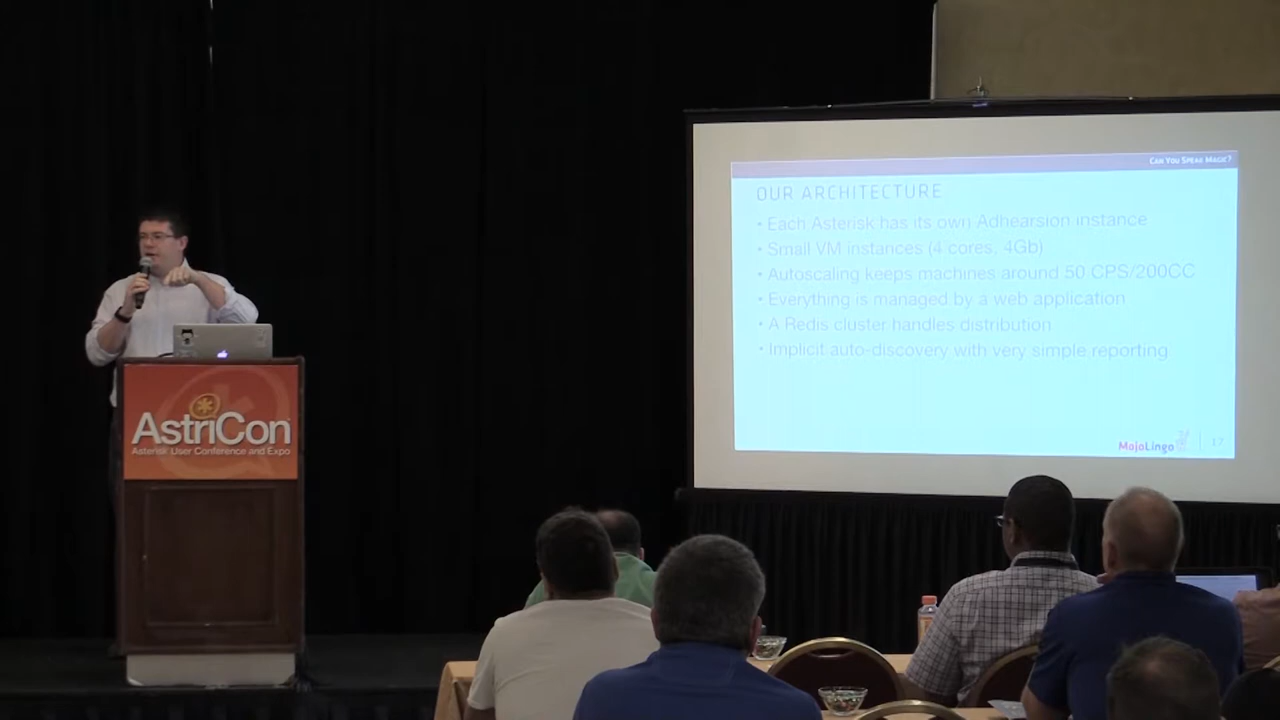 CAN YOU SPEAK MAGIC?
OUR ARCHITECTURE
• Each Asterisk has its own Adhearsion instance
• Small VM instances (4 cores, 4Gb)
• Autoscaling keeps machines around 50 CPS/200CC
• Everything is managed by a web application
• A Redis cluster handles distribution
• Implicit auto-discovery with very simple reporting
MojoLingo
17
AstriCon
Asterisk User Conference and Expo